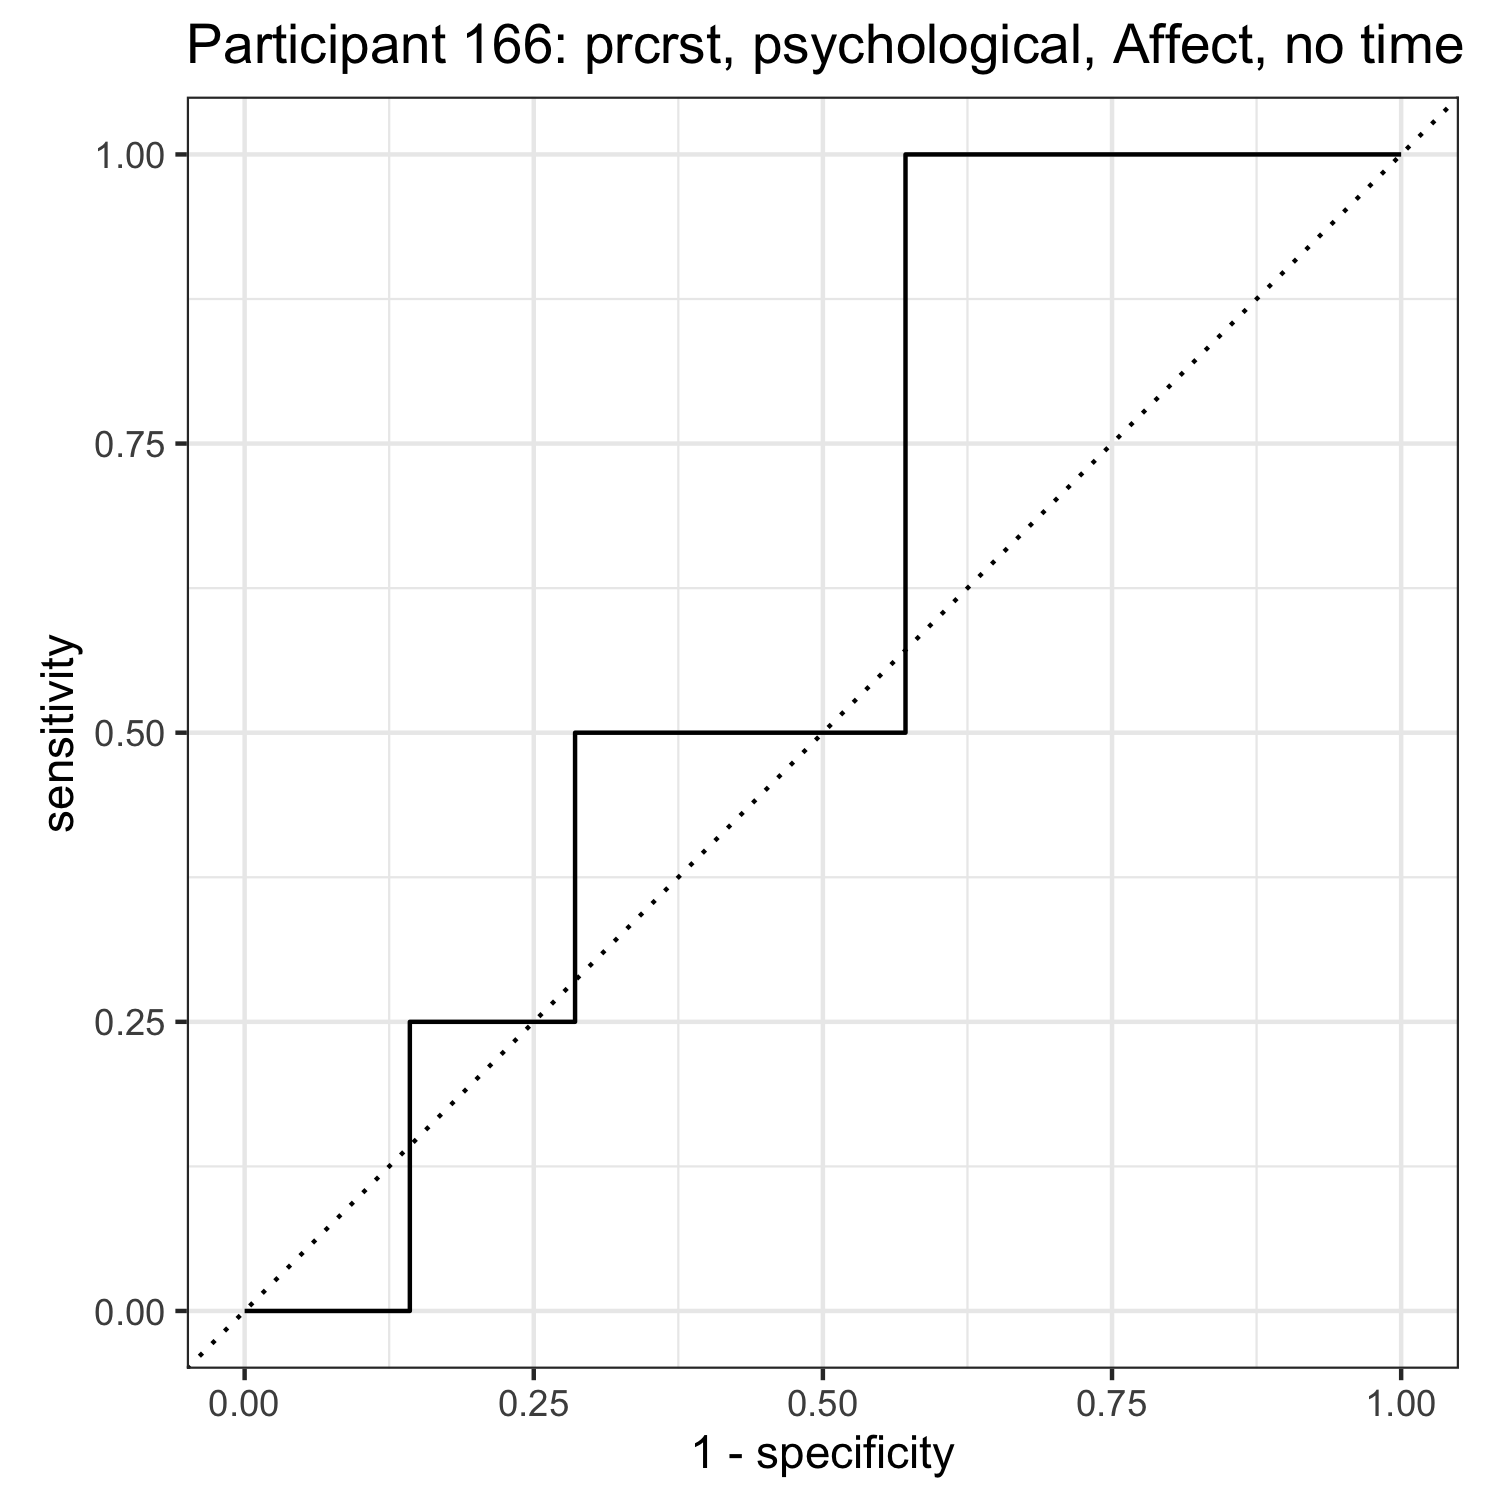 Participant 166: prcrst, psychological, Affect, no time
1.00
0.75
0.50
0.25
0.00
sensitivity
0.00 0.25 0.50 0.75 1.00
1 - specificity